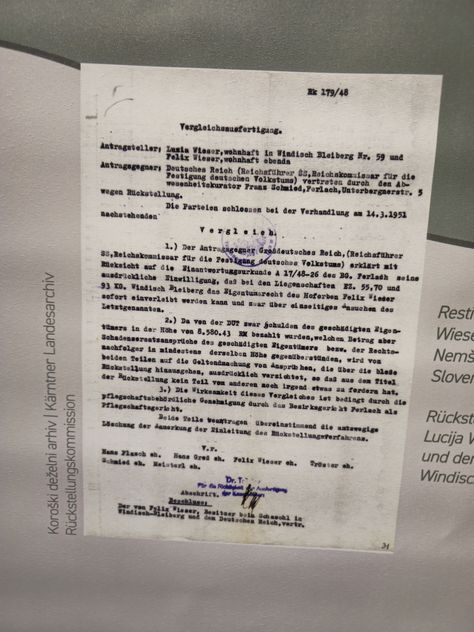 Rk 179/48
Vergleichsausfertigung.
Antragsteller: Luzia Wieser, wohnhaft in Windisch Bleiberg Nr. 59 und
Felix Wieser, wohnhaft ebenda
Antragsgegner: Deutsches Reich (Reichsführer SS, Reichskommissar für die
Festigung deutschen Volkstums) vertreten durch den Ab-
wesenheitskurator Franz Schmied, Ferlach, Unterbergnerstr. 5
wegen Rückstellung.
Die Parteien schlossen bei der Verhandlung am 14.3.1951
nachstehenden
Vergleich.
1.) Der Antragsgegner Großdeutsches Reich, (Reichsführer
SS, Reichskommissar für die Festigung deutsches Volkstums) erklärt mit
Rücksicht auf die Einantwortungsurkunde A 17/48-26 des BG. Ferlach seine
ausdrückliche Einwilligung, daß bei den Liegenschaften EZ. 55,70 und
93 KG. Windisch Bleiberg das Eigentumsrecht des Hoferben Felix Wieser
sofort einverleibt werden kann und zwar über einseitiges Ansuchen des
Letztgenannten.
2.) Da von der DUT zwar Schulden des geschädigten Eigen-
tümers in der Höhe von 8.580.43 RM bezahlt wurden, welchen Betrag aber
Schadensersatzansprüche des geschädigten Eigentümers bezw. der Rechts-
nachfolger in mindestens derselben Höhe gegenüberstünden, wird von
beiden Teilen auf die Geltendmachung von Ansprüchen, die über die bloße
Rückstellung hinausgehen, ausdrücklich verzichtet, so daß aus dem Titel
der Rückstellung kein Teil vom anderen noch irgend etwas zu fordern hat.
3.) Die Wirksamkeit dieses Vergleiches ist bedingt durch die
pflegschaftsbehördliche Genehmigung durch das Bezirksgericht Ferlach als
Pflegschaftsgericht.
Beide Teile beantragen übereinstimmend die unterwegige
Löschung der Anmerkung der Einleitung des Rückstellungsverfahrens.
V.g.
Hans Plasch eh. Hans Groß eh. Felix Wieser eh. Tröster eh.
Schmied eh. Meisterl eh.
Dr. T
Für die Richtigkeit der Ausfertigung
Abschrift.
Beschluss:
Der von Felix Wieser, Besitzer beim Schaschl in
Windisch-Bleiberg und dem Deutschen Reich, vertr.
31
Koroški deželni arhiv | Kärntner Landesarchiv
Rückstellungskommission
Resti
Wiese
Nemš
Sloven
Rückste
Lucija W
und der
Windisc